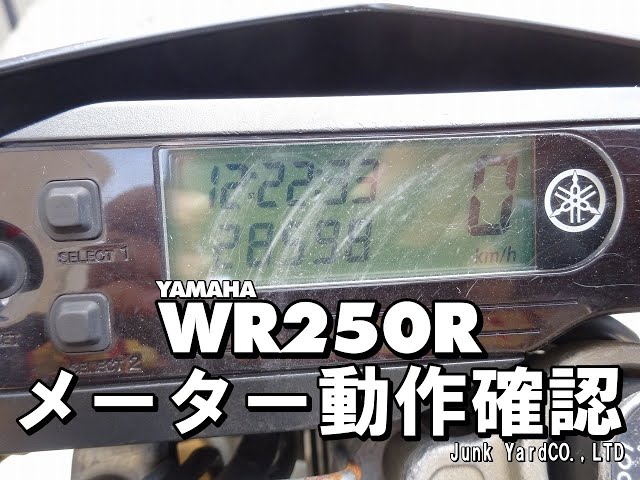 12:22:33
28598
0
km/h
SELECT 1
SELECT 2
YAMAHA
WR250R
メーター動作確認
Junk YardCO.,LTD